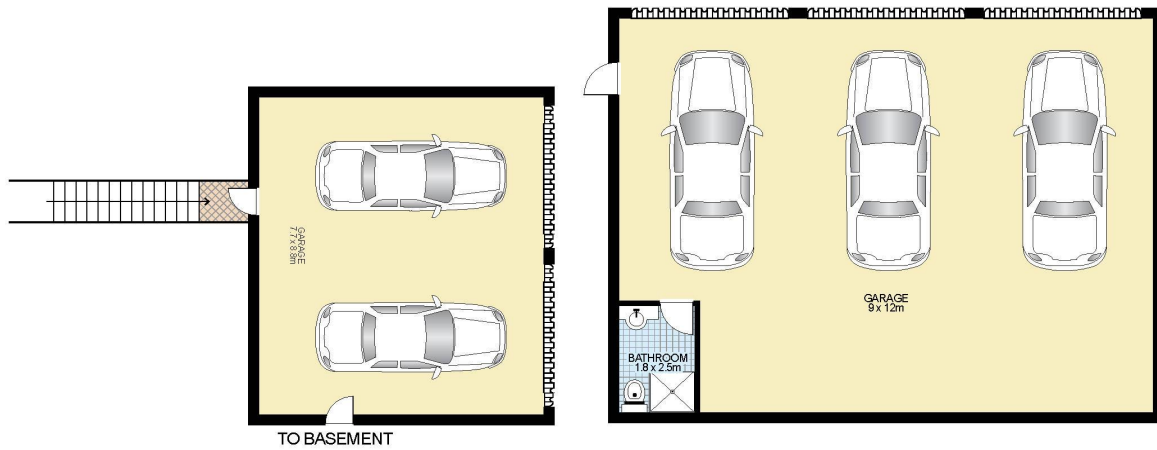 GARAGE
7.7 x 8.8m
TO BASEMENT
GARAGE
9 x 12m
BATHROOM
1.8 x 2.5m